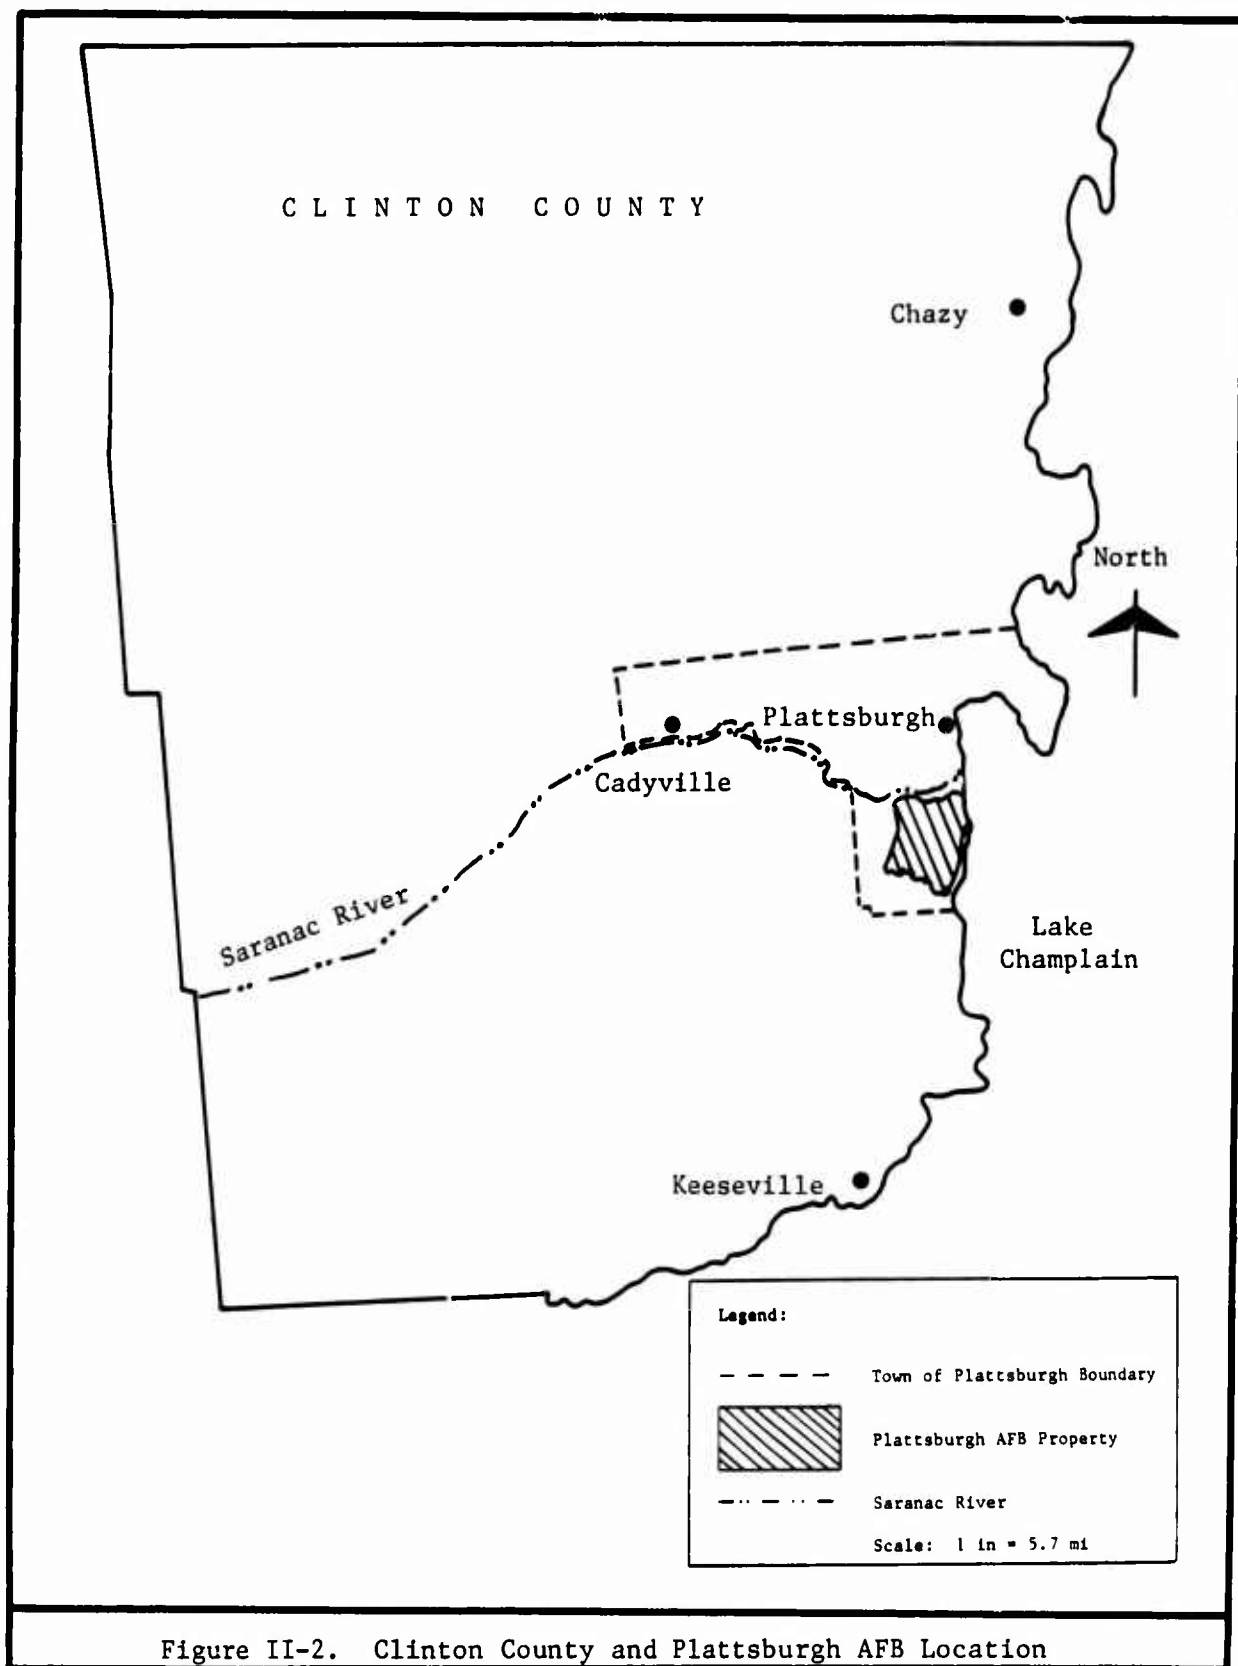 CLINTON COUNTY
Chazy
North
Plattsburgh
Cadyville
Saranac River
Lake
Champlain
Keeseville
Legend:
Town of Plattsburgh Boundary
Plattsburgh AFB Property
Saranac River
Scale: 1 in = 5.7 mi
Figure II-2. Clinton County and Plattsburgh AFB Location